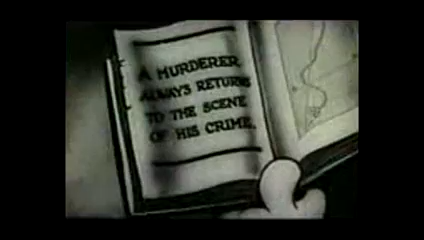 A MURDERER
ALWAYS RETURNS
TO THE SCENE
OF HIS CRIME.